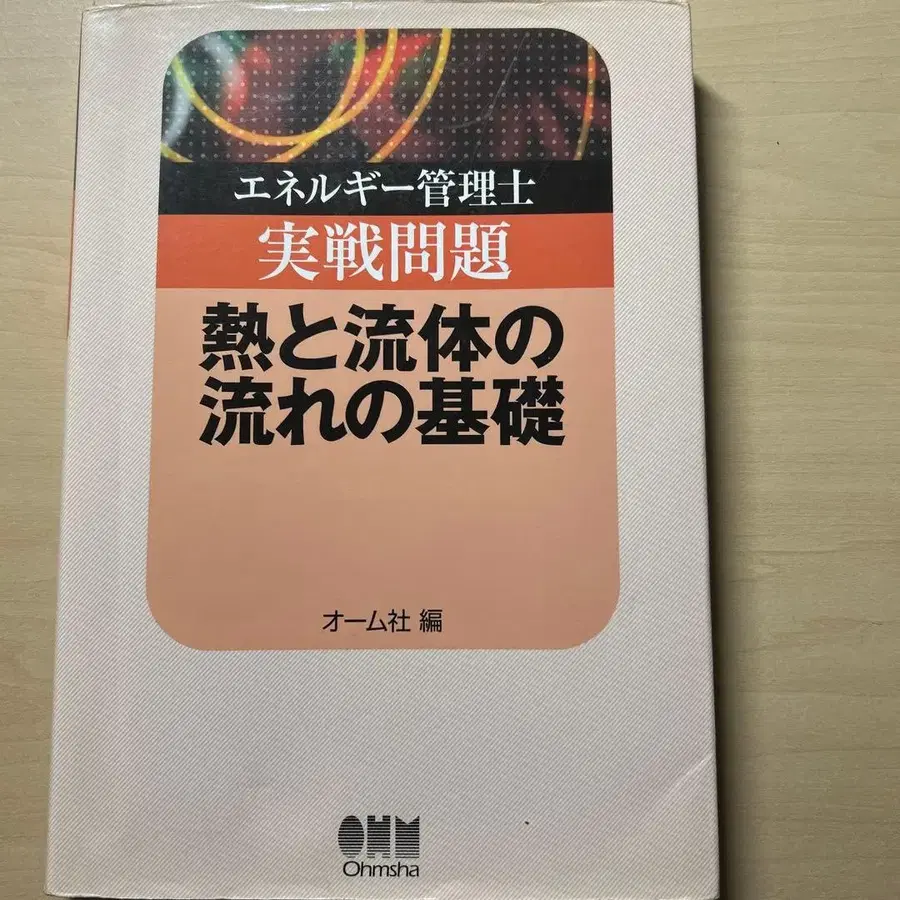 エネルギー管理士
実戦問題
熱と流体の
流れの基礎
オーム社 編
OHM
Ohmsha